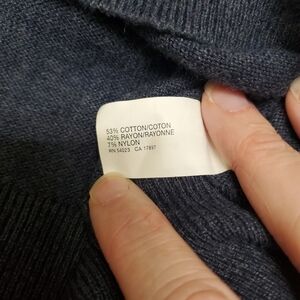 53% COTTON/COTON
40% RAYON/RAYONNE
7% NYLON
RN 54023 CA 17897